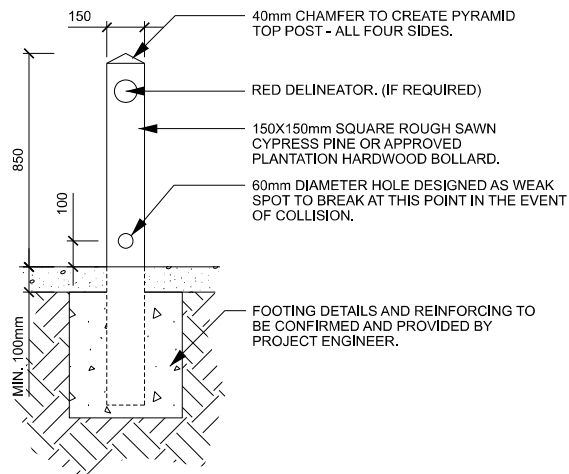 150
40mm CHAMFER TO CREATE PYRAMID
TOP POST - ALL FOUR SIDES.
RED DELINEATOR. (IF REQUIRED)
150X150mm SQUARE ROUGH SAWN
CYPRESS PINE OR APPROVED
PLANTATION HARDWOOD BOLLARD.
850
100
60mm DIAMETER HOLE DESIGNED AS WEAK
SPOT TO BREAK AT THIS POINT IN THE EVENT
OF COLLISION.
MIN. 100mm
FOOTING DETAILS AND REINFORCING TO
BE CONFIRMED AND PROVIDED BY
PROJECT ENGINEER.